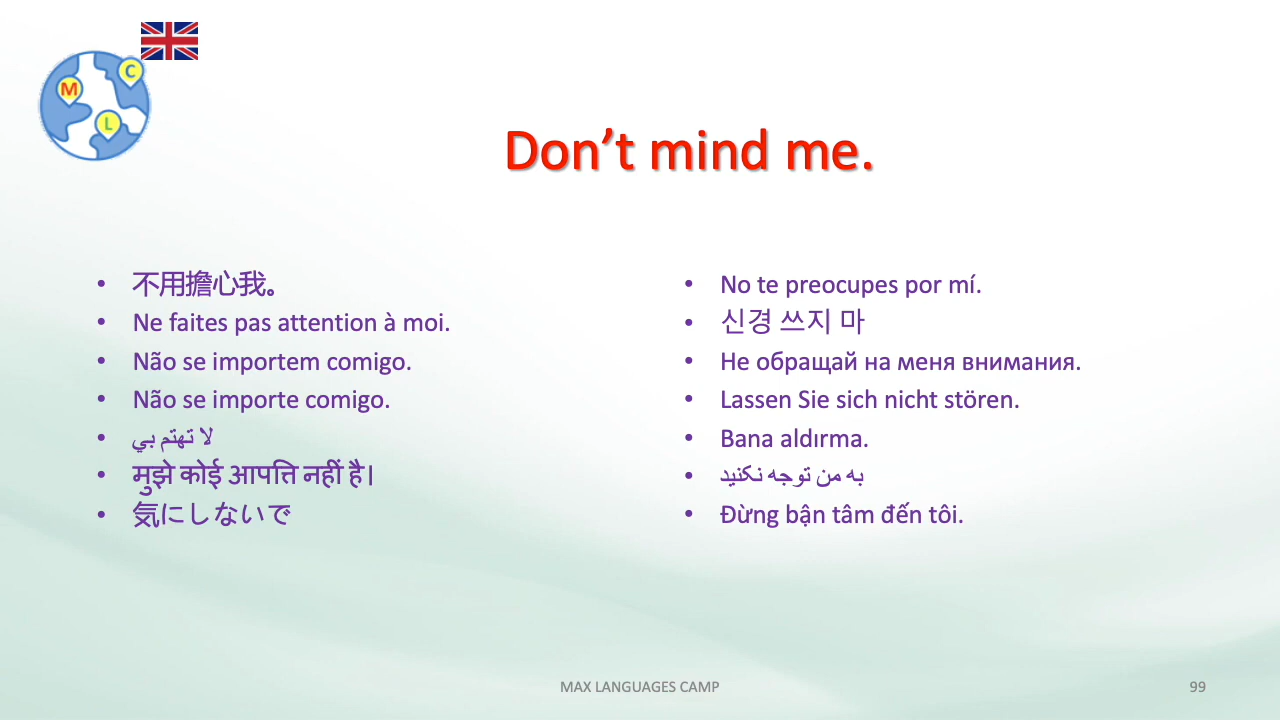 C
M
L
Don’t mind me.
不用擔心我。
Ne faites pas attention à moi.
Não se importem comigo.
Não se importe comigo.
لا تهتم بي
मुझे कोई आपत्ति नहीं है।
気にしないで
No te preocupes por mí.
신경 쓰지 마
Не обращай на меня внимания.
Lassen Sie sich nicht stören.
Bana aldırma.
به من توجه نکنید
Đừng bận tâm đến tôi.
MAX LANGUAGES CAMP
99